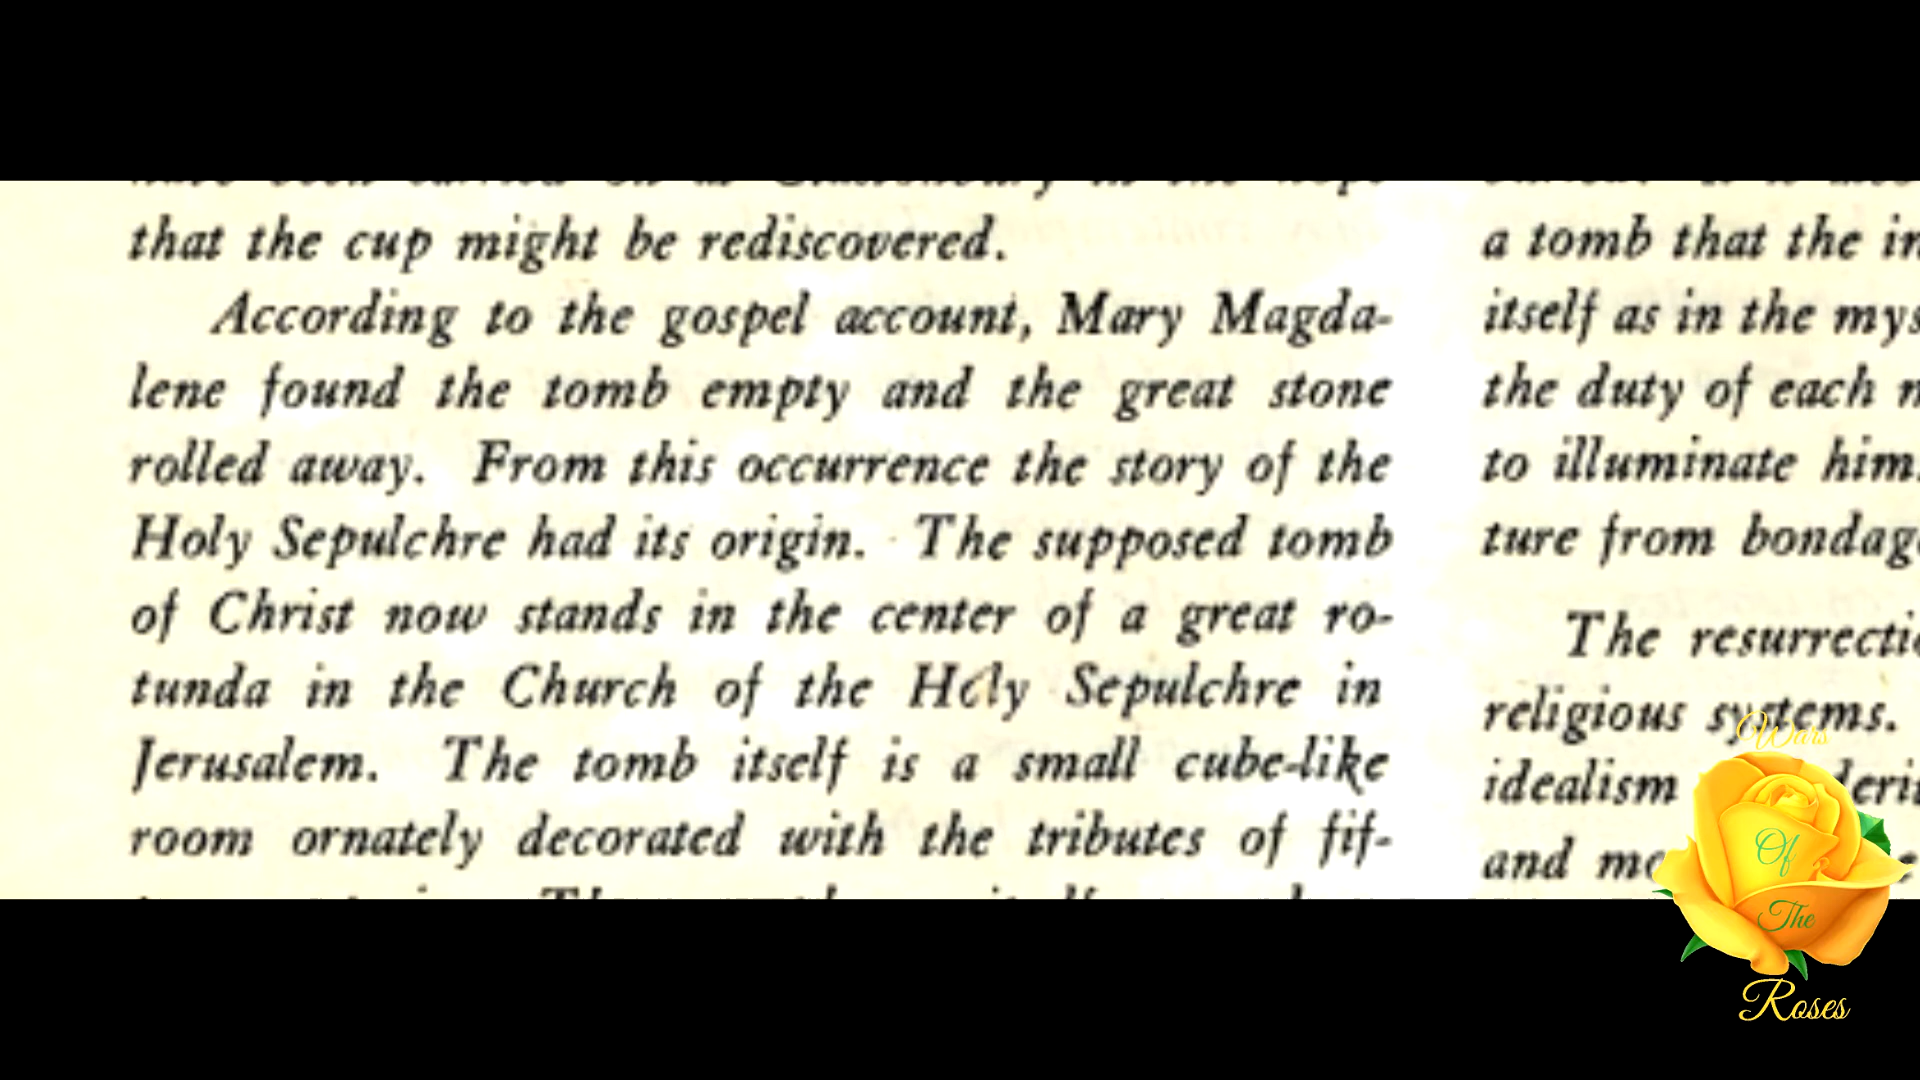 that the cup might be rediscovered.
According to the gospel account, Mary Magda-
lene found the tomb empty and the great stone
rolled away. From this occurrence the story of the
Holy Sepulchre had its origin. The supposed tomb
of Christ now stands in the center of a great ro-
tunda in the Church of the Holy Sepulchre in
Jerusalem. The tomb itself is a small cube-like
room ornately decorated with the tributes of fif-
a tomb that the
itself as in the
the duty of each
to illuminate
ture from
The
religious systems.
idealism
and
Wars
Of
The
Roses